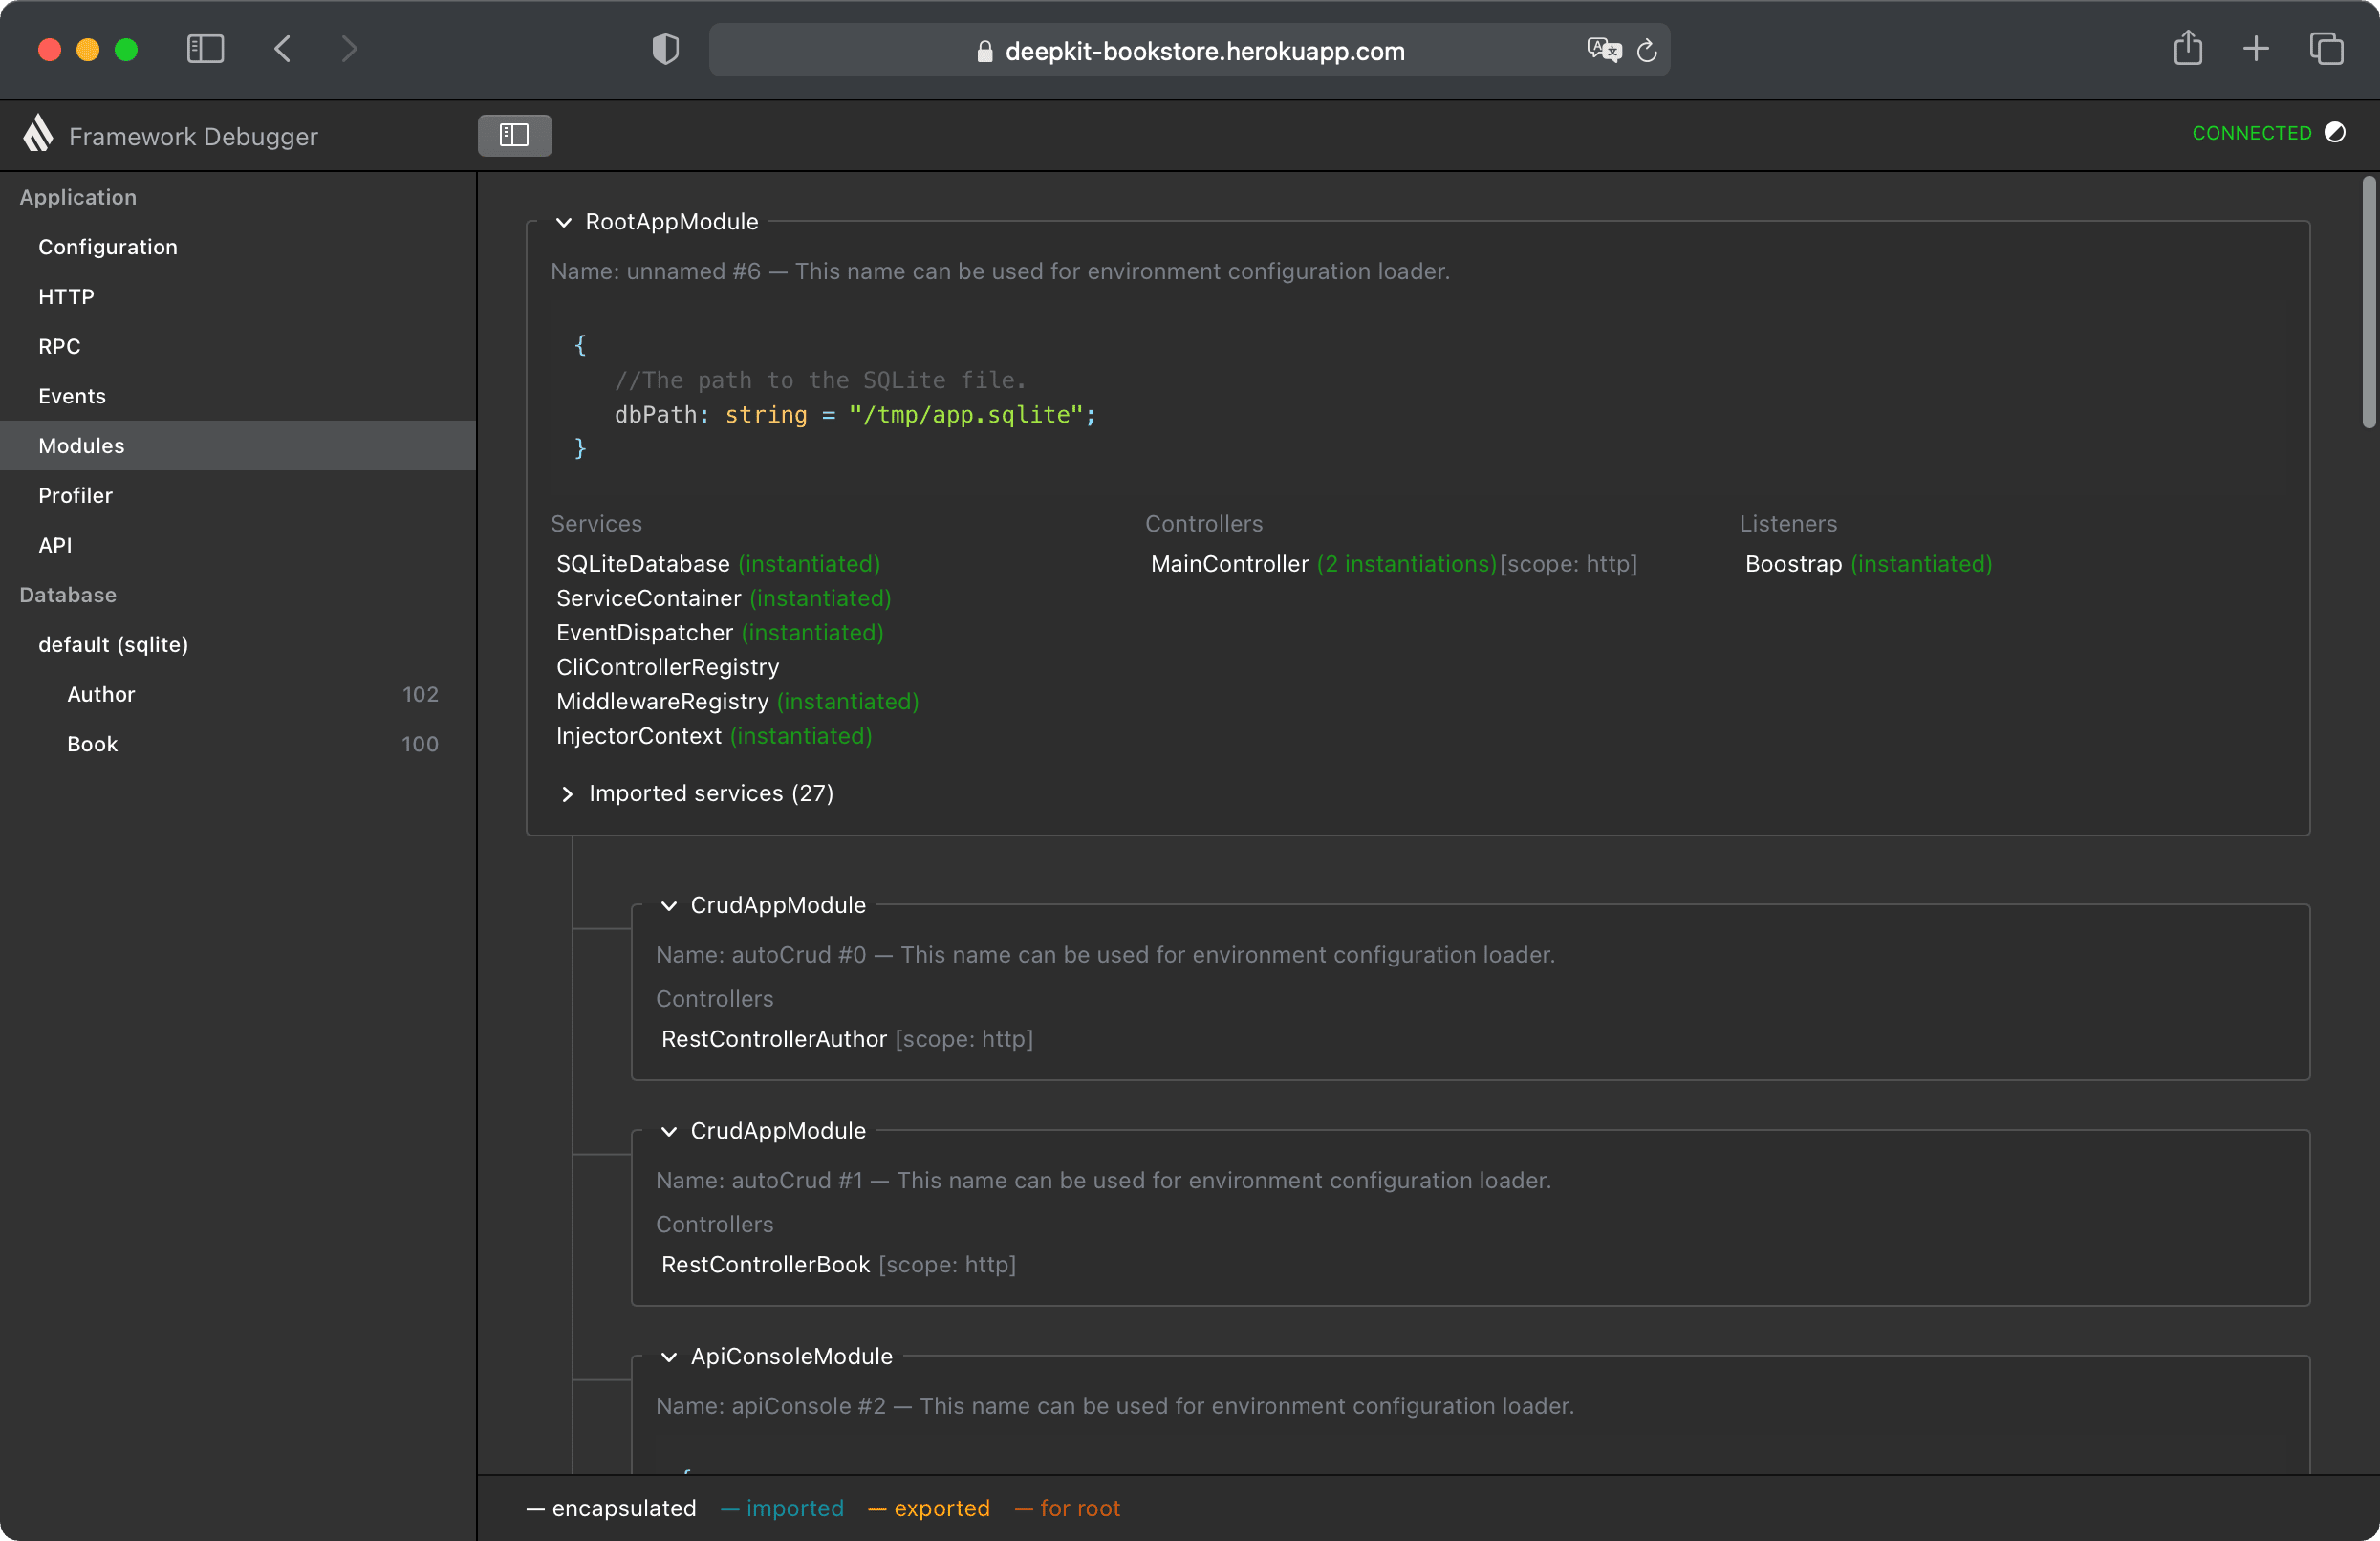 deepkit-bookstore.herokuapp.com
Framework Debugger
CONNECTED
Application
Configuration
HTTP
RPC
Events
Modules
Profiler
API
Database
default (sqlite)
Author 102
Book 100
RootAppModule
Name: unnamed #6 — This name can be used for environment configuration loader.
{
//The path to the SQLite file.
dbPath: string = "/tmp/app.sqlite";
}
Services
SQLiteDatabase (instantiated)
ServiceContainer (instantiated)
EventDispatcher (instantiated)
CliControllerRegistry
MiddlewareRegistry (instantiated)
InjectorContext (instantiated)
Controllers
MainController (2 instantiations)[scope: http]
Listeners
Boostrap (instantiated)
Imported services (27)
CrudAppModule
Name: autoCrud #0 — This name can be used for environment configuration loader.
Controllers
RestControllerAuthor [scope: http]
CrudAppModule
Name: autoCrud #1 — This name can be used for environment configuration loader.
Controllers
RestControllerBook [scope: http]
ApiConsoleModule
Name: apiConsole #2 — This name can be used for environment configuration loader.
{
— encapsulated — imported — exported — for root